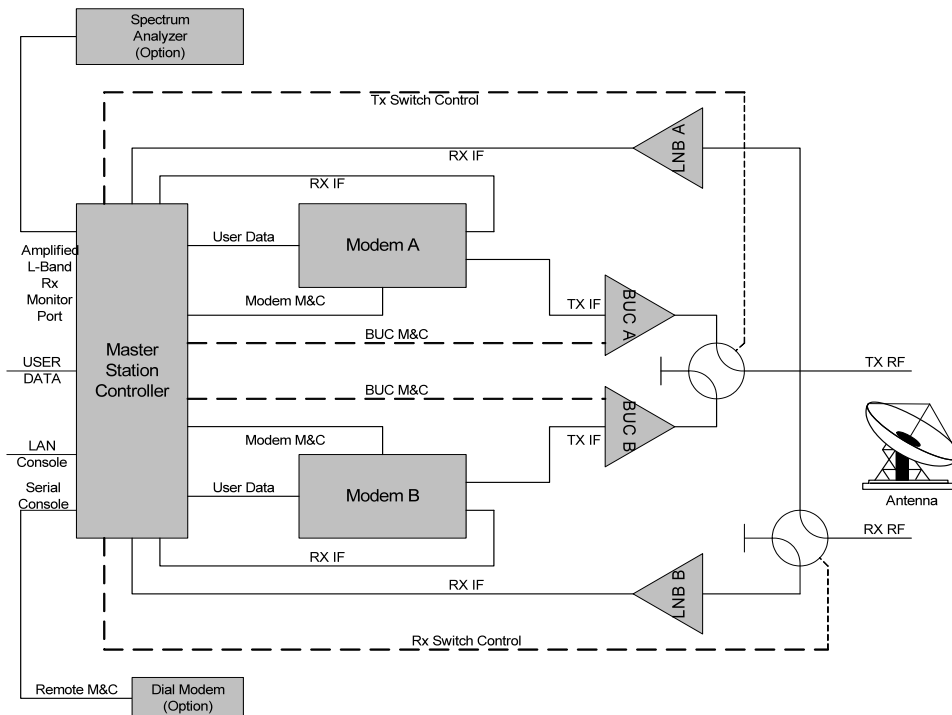 Spectrum
Analyzer
(Option)
Tx Switch Control
LNB A
RX IF
RX IF
User Data
Modem A
Amplified
L-Band
Rx
Monitor
Port
Modem M&C
TX IF
BUC A
BUC M&C
Master
Station
Controller
USER
DATA
TX RF
BUC M&C
BUC B
Modem M&C
TX IF
LAN
Console
Serial
Console
User Data
Modem B
Antenna
RX RF
RX IF
RX IF
LNB B
Rx Switch Control
Remote M&C
Dial Modem
(Option)